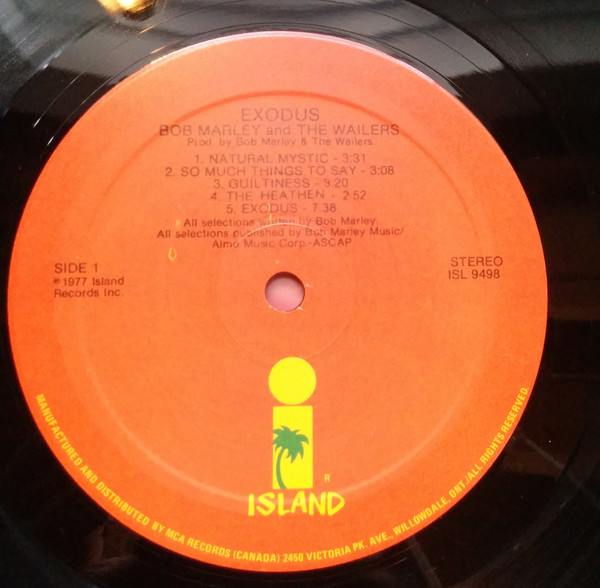 EXODUS
BOB MARLEY and THE WAILERS
Prod. by Bob Marley & The Wailers
1. NATURAL MYSTIC - 3:31
2. SO MUCH THINGS TO SAY - 3:08
3. GUILTINESS - 3:20
4. THE HEATHEN - 2:52
5. EXODUS - 7:38
All selections written by Bob Marley.
All selections published by Bob Marley Music/
Almo Music Corp.-ASCAP
SIDE 1
℗1977 Island
Records Inc.
STEREO
ISL 9498
i
R
ISLAND
MANUFACTURED AND DISTRIBUTED BY MCA RECORDS (CANADA) 2450 VICTORIA PK. AVE., WILLOWDALE, ONT./ALL RIGHTS RESERVED.